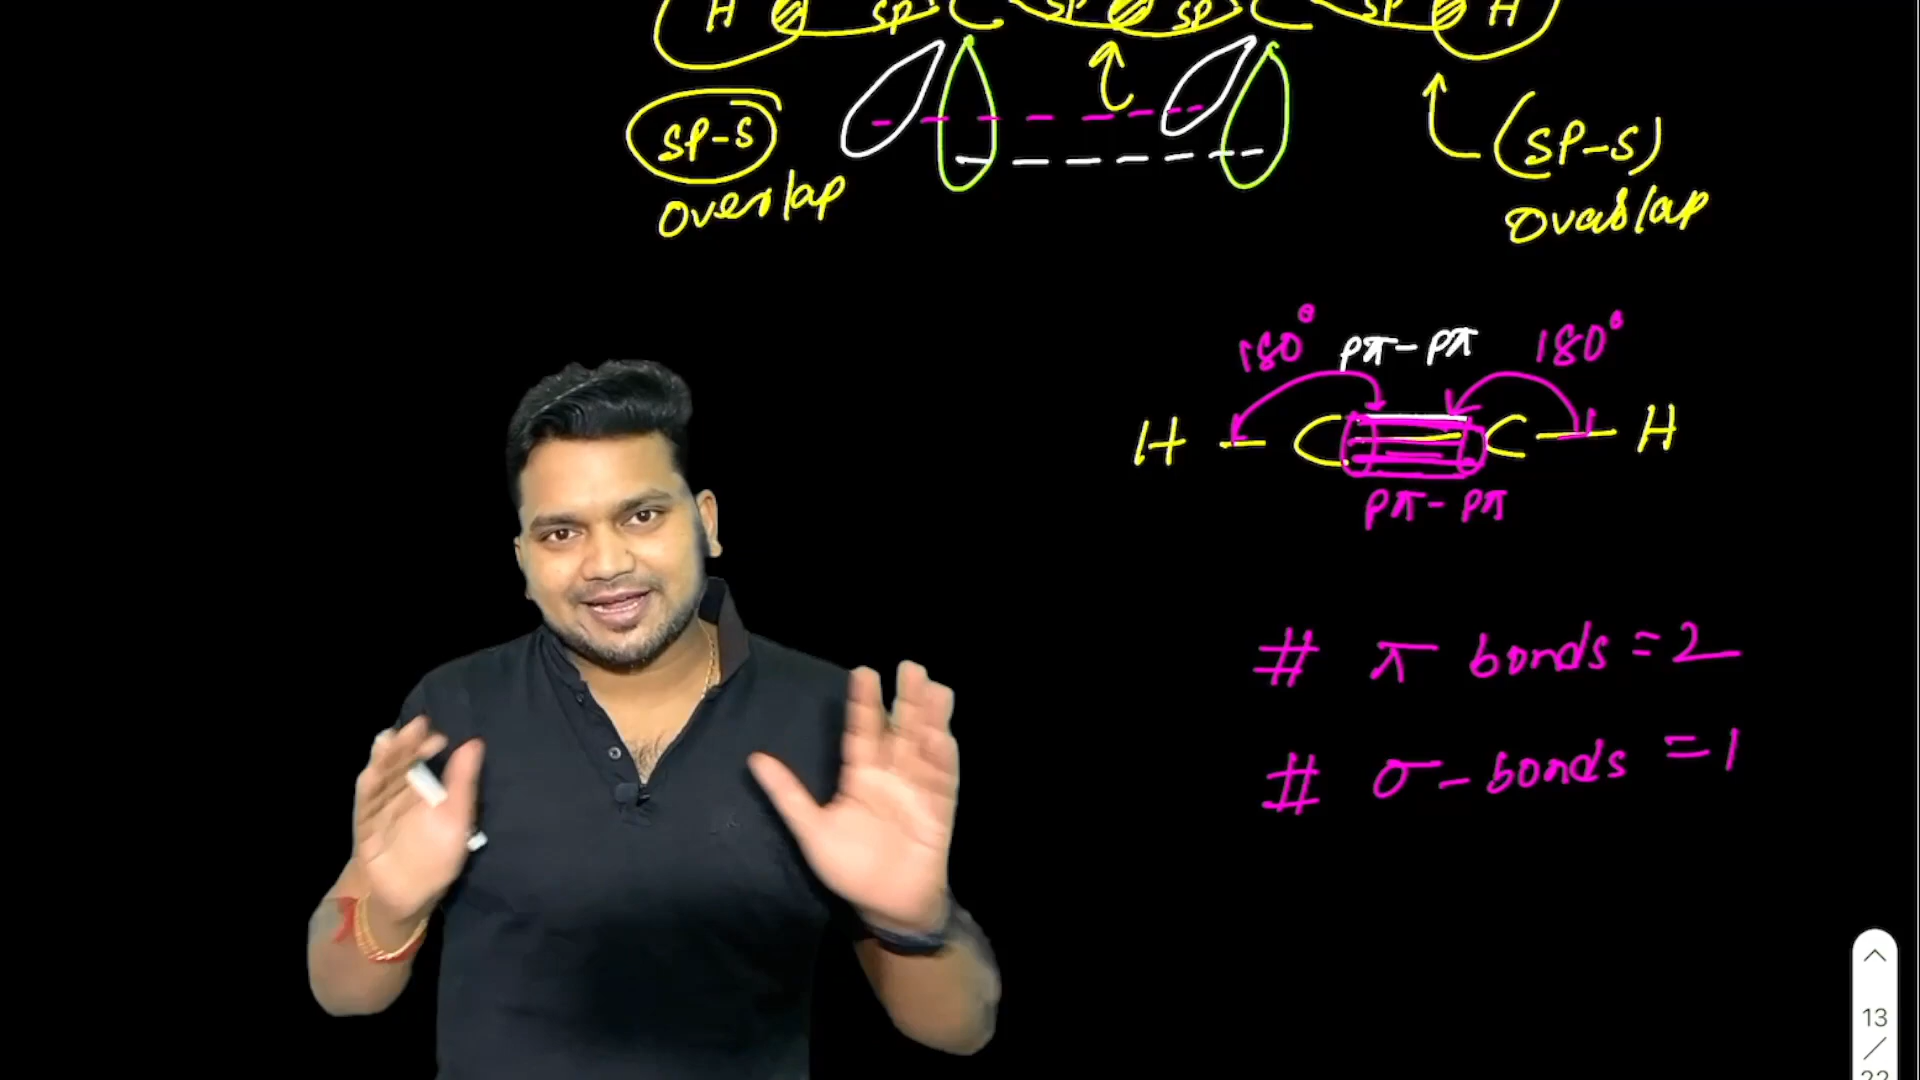 H sp C sp sp C sp H
SP-S
overlap
(SP-S)
overlap
180° pπ-pπ 180°
H - C ≡ C - H
pπ-pπ
# π bonds = 2
# σ-bonds = 1
13
/
22